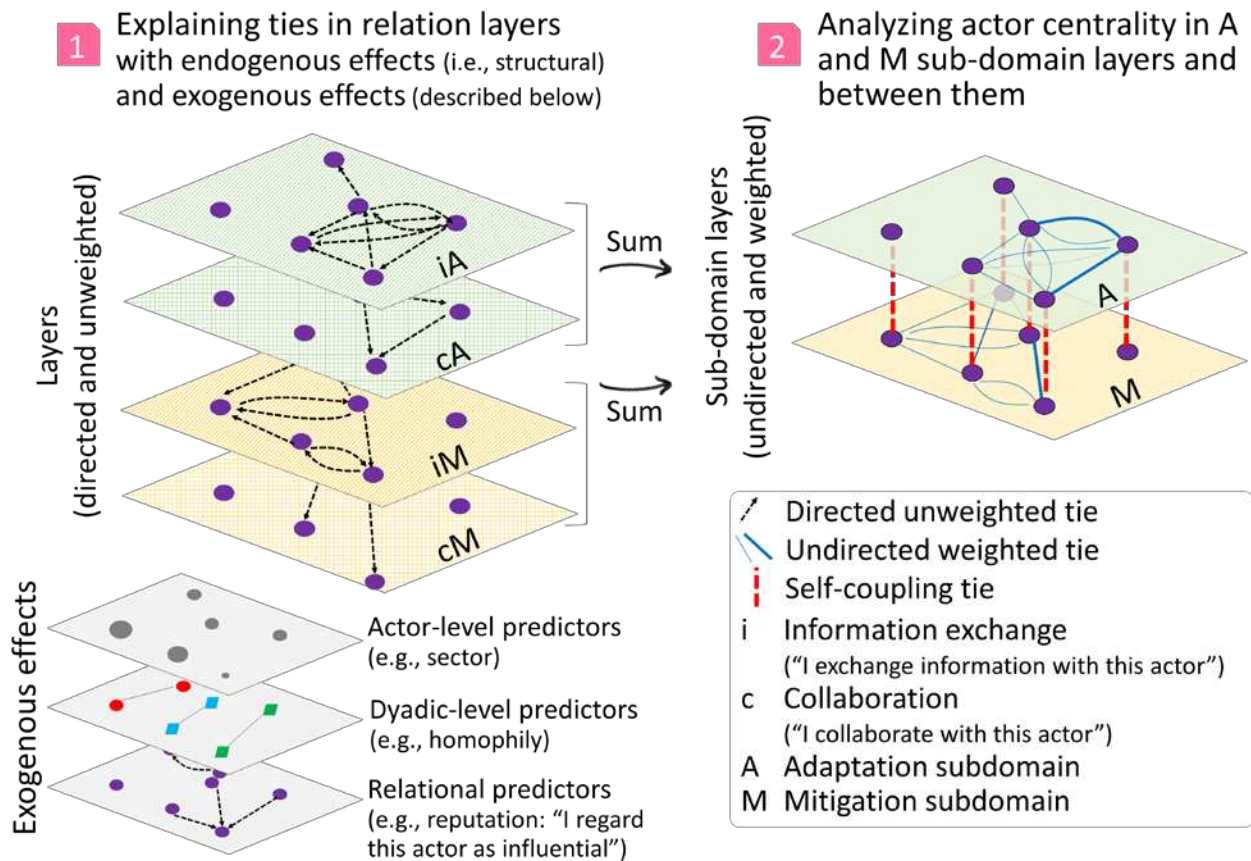 1
Explaining ties in relation layers
with endogenous effects (i.e., structural)
and exogenous effects (described below)
Layers
(directed and unweighted)
iA
cA
iM
cM
Sum
Sum
Exogenous effects
Actor-level predictors
(e.g., sector)
Dyadic-level predictors
(e.g., homophily)
Relational predictors
(e.g., reputation: “I regard
this actor as influential”)
2
Analyzing actor centrality in A
and M sub-domain layers and
between them
Sub-domain layers
(undirected and weighted)
A
M
Directed unweighted tie
Undirected weighted tie
Self-coupling tie
i Information exchange
(“I exchange information with this actor”)
c Collaboration
(“I collaborate with this actor”)
A Adaptation subdomain
M Mitigation subdomain